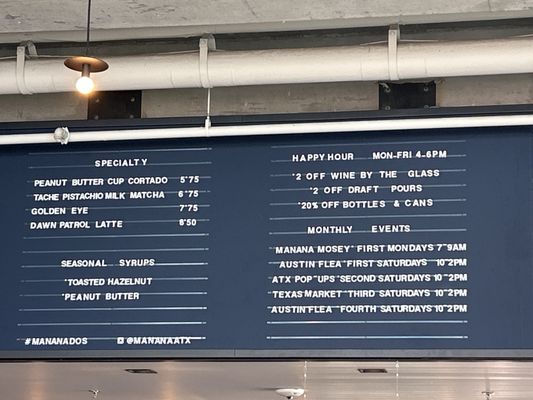 SPECIALTY
PEANUT BUTTER CUP CORTADO 5"75
TACHE PISTACHIO MILK MATCHA 6"75
GOLDEN EYE 7"75
DAWN PATROL LATTE 6"50
SEASONAL SYRUPS
"TOASTED HAZELNUT
"PEANUT BUTTER
#MANANADOS @MANANAATX
HAPPY HOUR MON-FRI 4-6PM
"2 OFF WINE BY THE GLASS
"2 OFF DRAFT POURS
"20% OFF BOTTLES & CANS
MONTHLY EVENTS
MANANA MOSEY" FIRST MONDAYS 7"9AM
AUSTIN FLEA "FIRST SATURDAYS 10"2PM
ATX POP"UPS "SECOND SATURDAYS 10"2PM
TEXAS MARKET "THIRD SATURDAYS 10"2PM
AUSTIN FLEA "FOURTH SATURDAYS 10"2PM